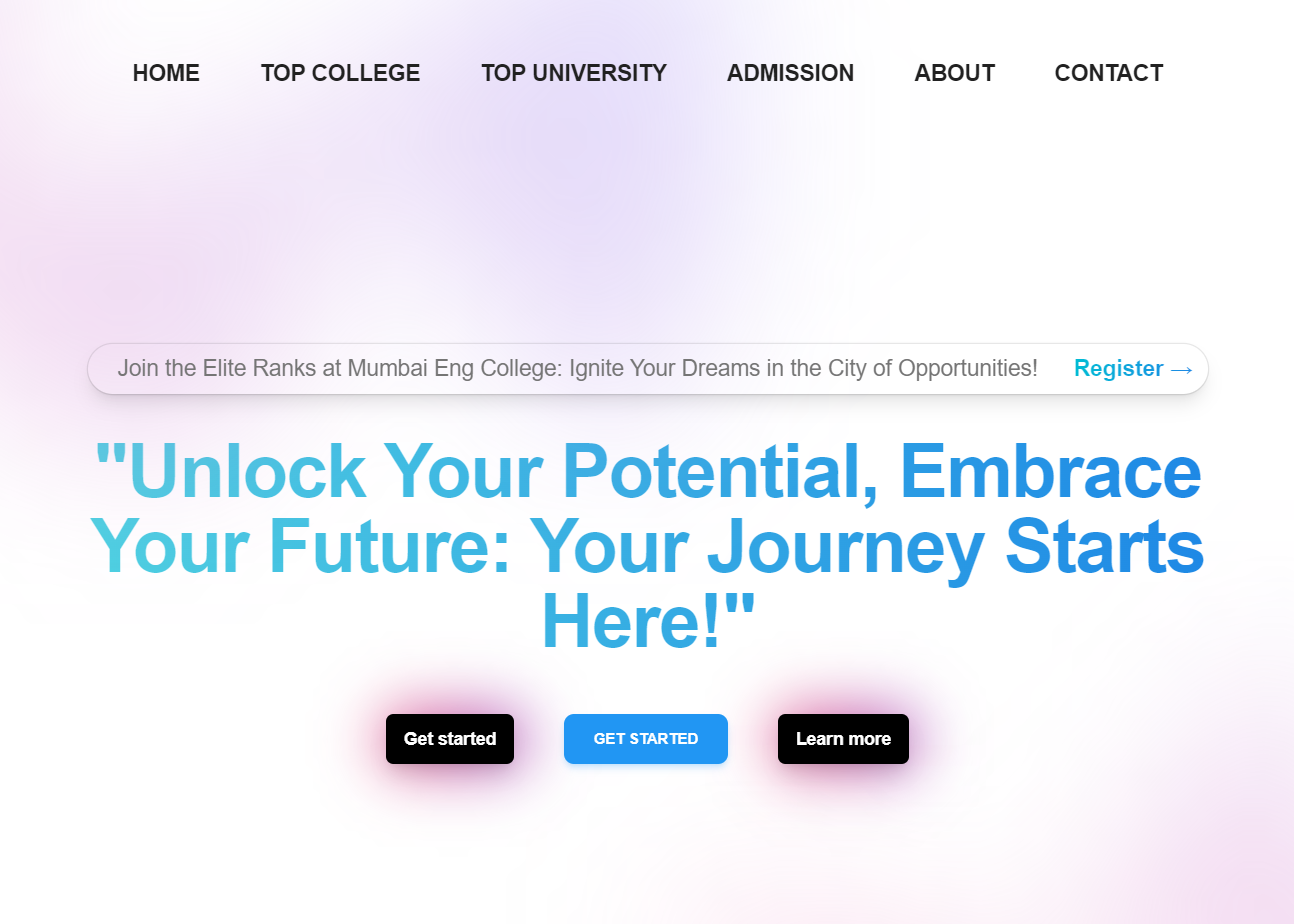 HOME TOP COLLEGE TOP UNIVERSITY ADMISSION ABOUT CONTACT
Join the Elite Ranks at Mumbai Eng College: Ignite Your Dreams in the City of Opportunities! Register →
"Unlock Your Potential, Embrace
Your Future: Your Journey Starts
Here!"
Get started GET STARTED Learn more